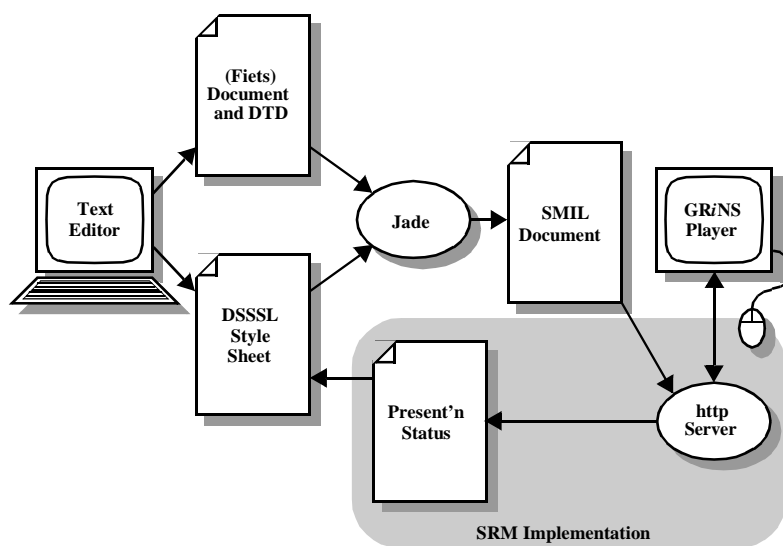 (Fiets)
Document
and DTD
Text
Editor
Jade
SMIL
Document
GRiNS
Player
DSSSL
Style
Sheet
Present'n
Status
http
Server
SRM Implementation